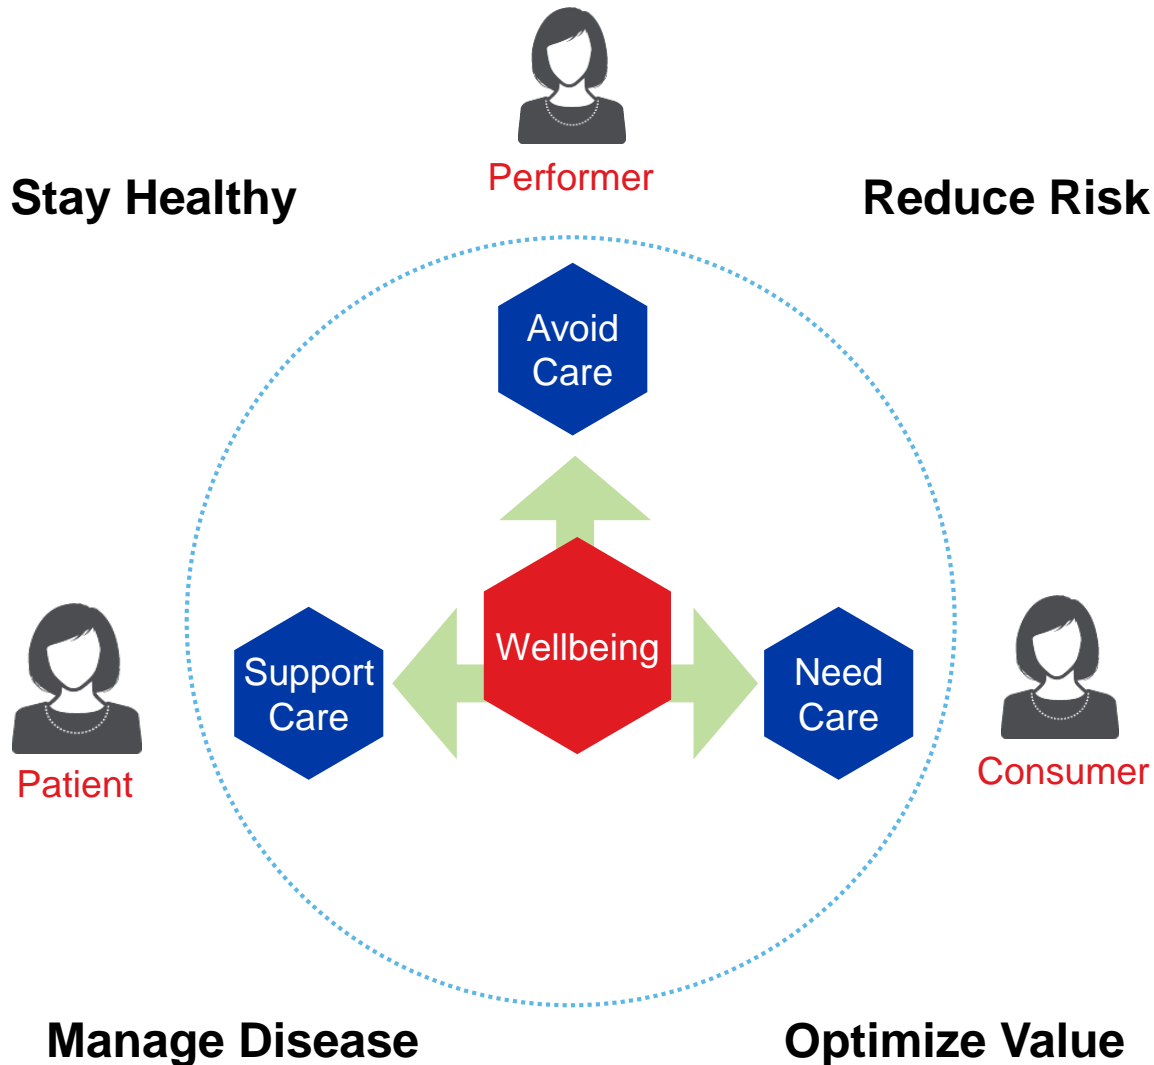 Performer
Stay Healthy
Reduce Risk
Avoid
Care
Wellbeing
Support
Care
Need
Care
Patient
Consumer
Manage Disease
Optimize Value